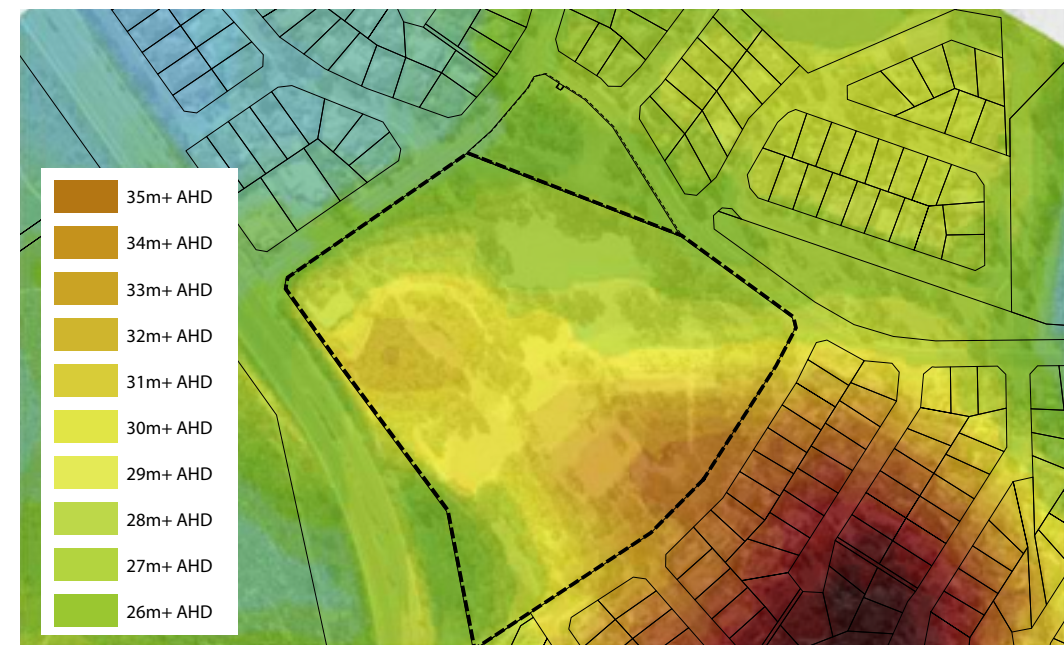 35m+ AHD
34m+ AHD
33m+ AHD
32m+ AHD
31m+ AHD
30m+ AHD
29m+ AHD
28m+ AHD
27m+ AHD
26m+ AHD